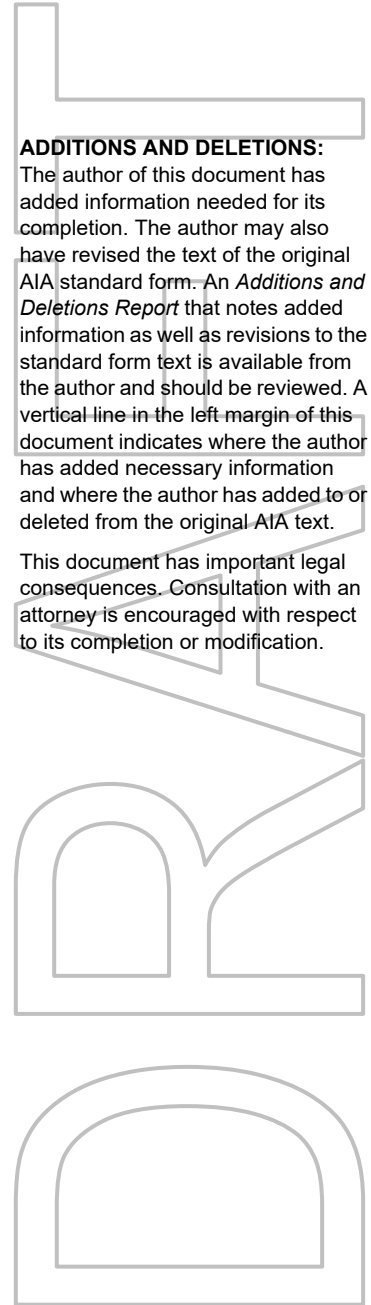 ADDITIONS AND DELETIONS:
The author of this document has
added information needed for its
completion. The author may also
have revised the text of the original
AIA standard form. An Additions and
Deletions Report that notes added
information as well as revisions to the
standard form text is available from
the author and should be reviewed. A
vertical line in the left margin of this
document indicates where the author
has added necessary information
and where the author has added to or
deleted from the original AIA text.
This document has important legal
consequences. Consultation with an
attorney is encouraged with respect
to its completion or modification.
DRAFT